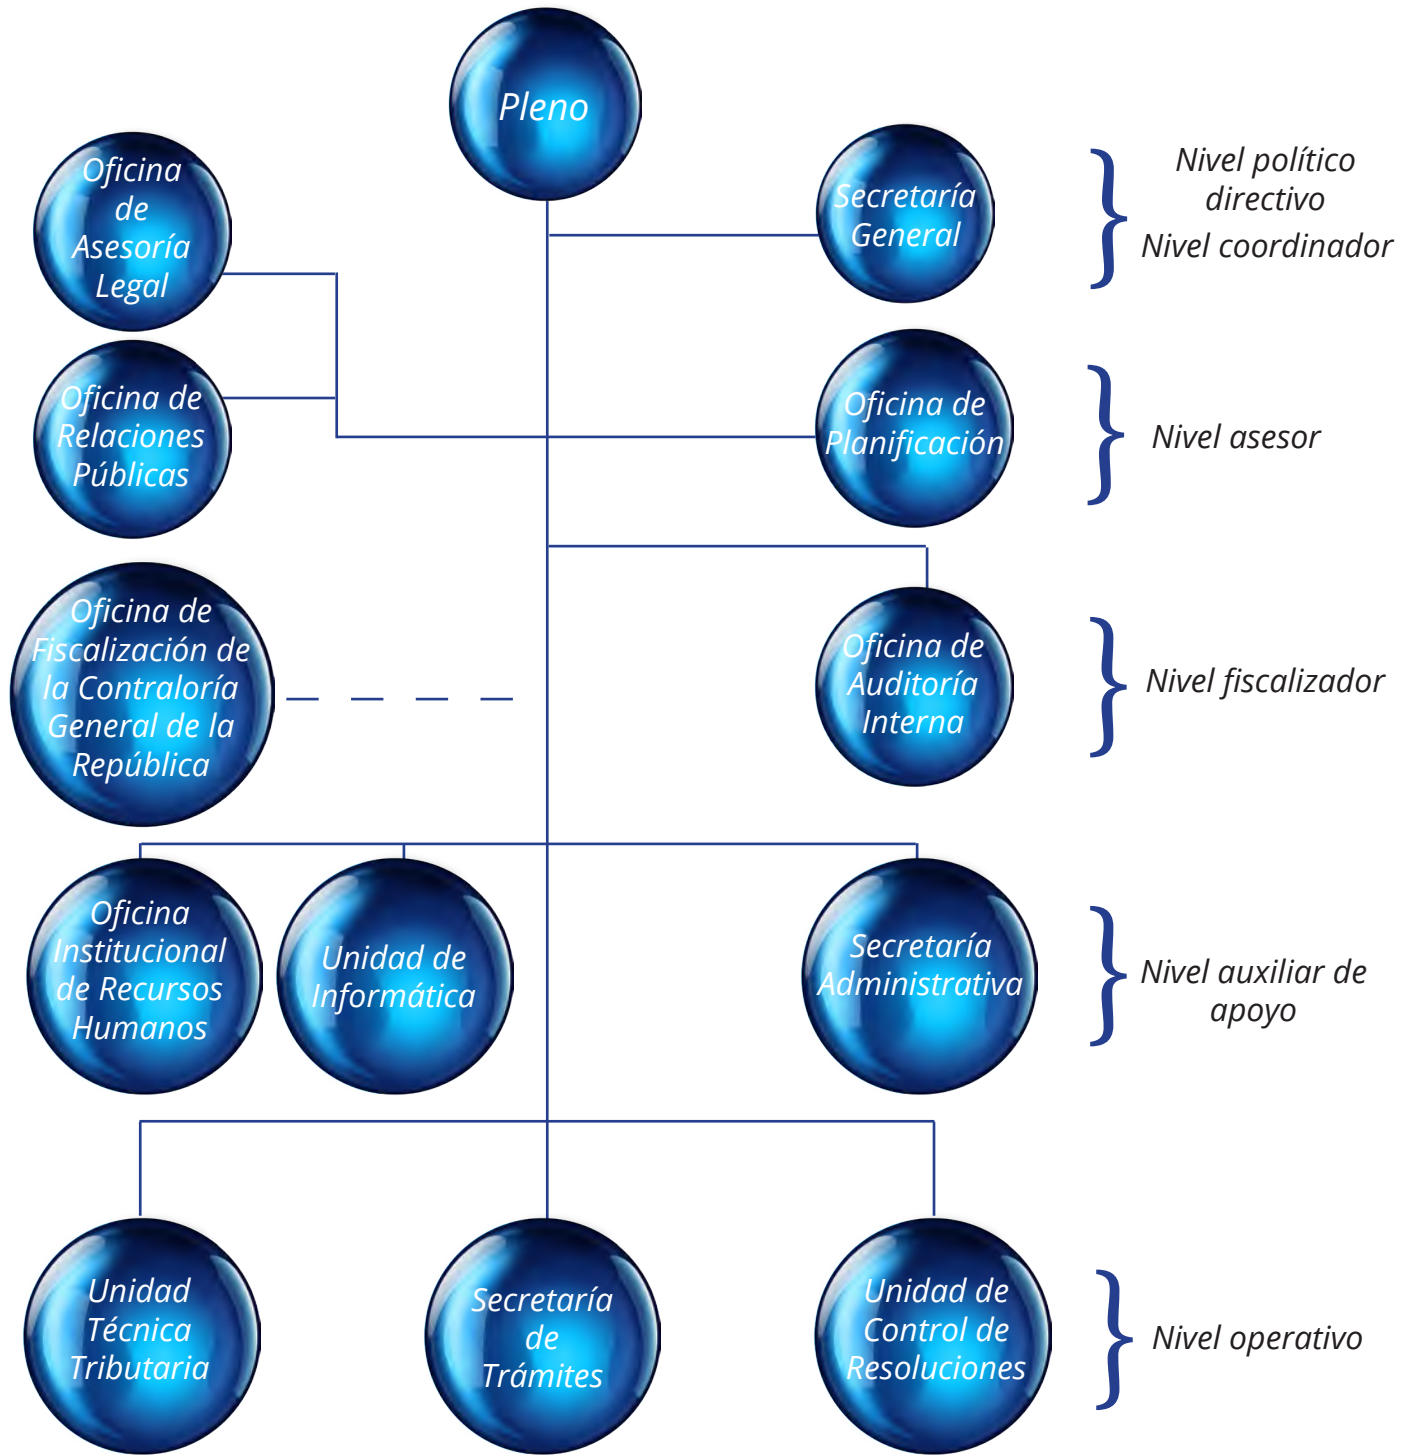 Pleno
Oficina
de
Asesoría
Legal
Secretaría
General
Nivel político
directivo
Nivel coordinador
Oficina de
Relaciones
Públicas
Oficina de
Planificación
Nivel asesor
Oficina de
Fiscalización de
la Contraloría
General de la
República
Oficina de
Auditoría
Interna
Nivel fiscalizador
Oficina
Institucional
de Recursos
Humanos
Unidad de
Informática
Secretaría
Administrativa
Nivel auxiliar de
apoyo
Unidad
Técnica
Tributaria
Secretaría
de
Trámites
Unidad de
Control de
Resoluciones
Nivel operativo